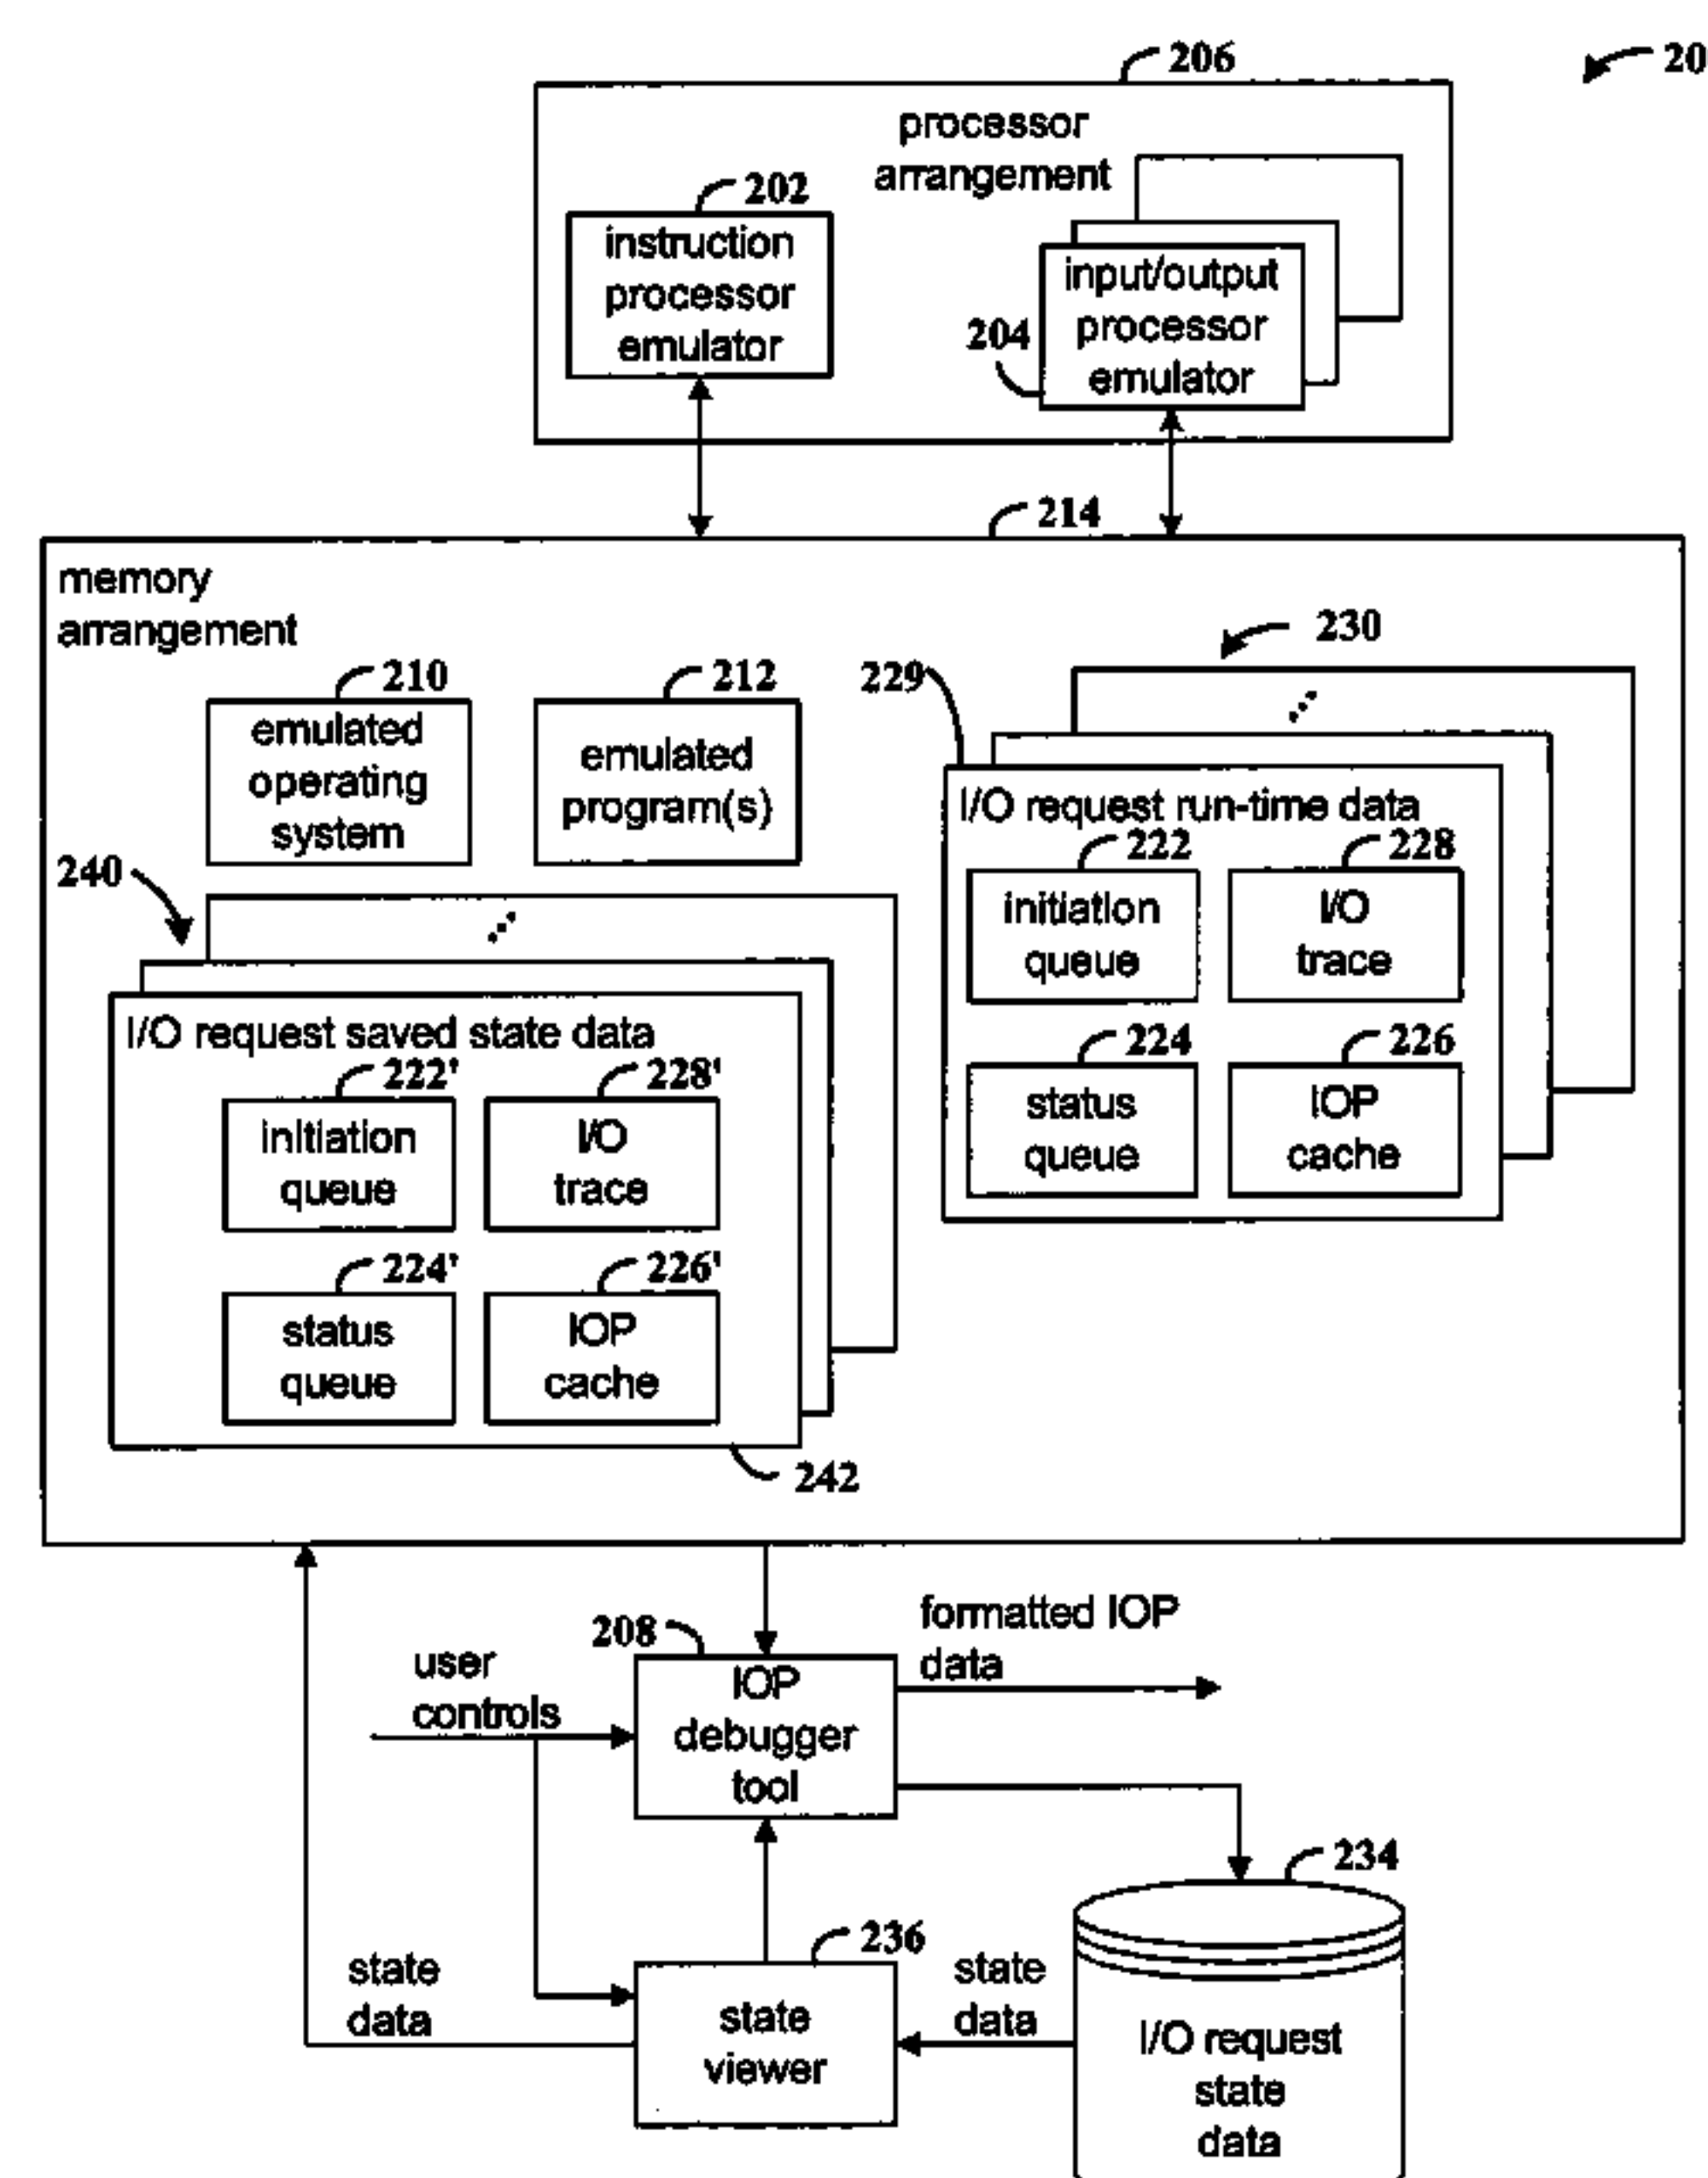 206
20
processor
arrangement
202
instruction
processor
emulator
input/output
processor
emulator
204
214
memory
arrangement
230
210
212
229
emulated
operating
system
emulated
program(s)
I/O request run-time data
222
228
initiation
queue
I/O
trace
224
226
status
queue
IOP
cache
240
I/O request saved state data
222'
228'
initiation
queue
I/O
trace
224'
226'
status
queue
IOP
cache
242
208
formatted IOP
data
user
controls
IOP
debugger
tool
234
236
state
data
state
viewer
state
data
I/O request
state
data